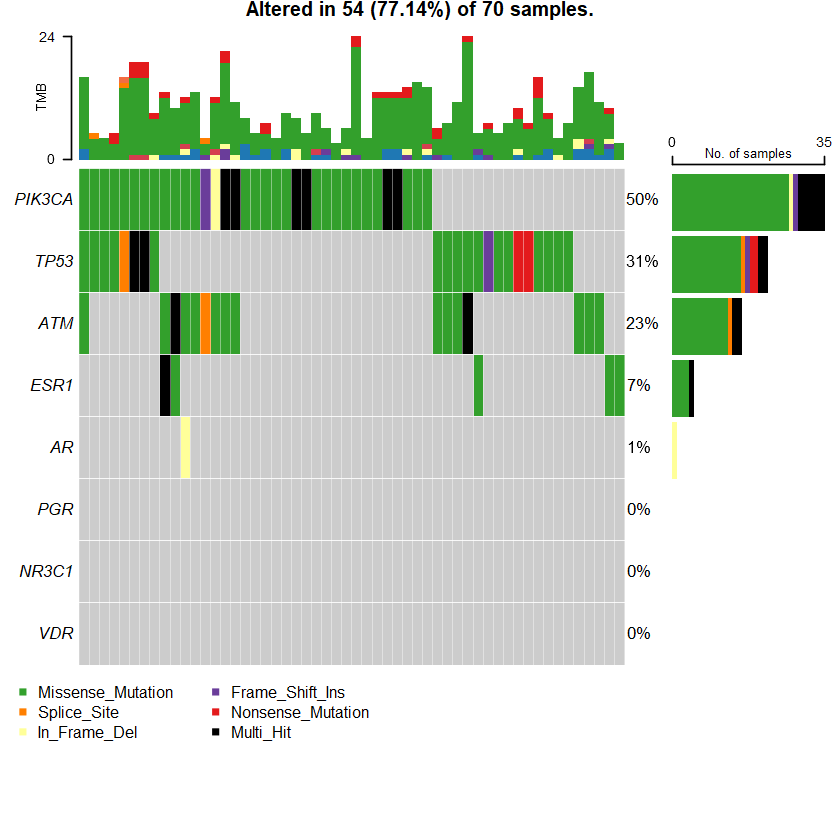 Altered in 54 (77.14%) of 70 samples.
24
TMB
0
0 35
No. of samples
PIK3CA 50%
TP53 31%
ATM 23%
ESR1 7%
AR 1%
PGR 0%
NR3C1 0%
VDR 0%
Missense_Mutation Frame_Shift_Ins
Splice_Site Nonsense_Mutation
In_Frame_Del Multi_Hit